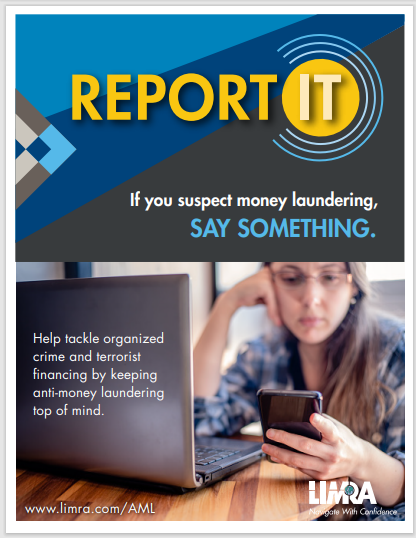 REPORT IT
If you suspect money laundering,
SAY SOMETHING.
Help tackle organized
crime and terrorist
financing by keeping
anti-money laundering
top of mind.
www.limra.com/AML
LIMRA
Navigate With Confidence